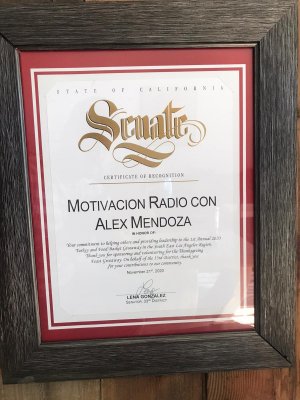 STATE OF CALIFORNIA
Senate
CERTIFICATE OF RECOGNITION
MOTIVACION RADIO CON
ALEX MENDOZA
IN HONOR OF:
Your commitment to helping others and providing leadership to the 1st Annual 2020
Turkey and Food Basket Giveaway in the South East Los Angeles Region.
Thank you for sponsoring and volunteering for the Thanksgiving
Feast Giveaway. On behalf of the 33rd District, thank you
for your contributions to our community.
November 21st, 2020
LENA GONZALEZ
SENATOR, 33RD DISTRICT